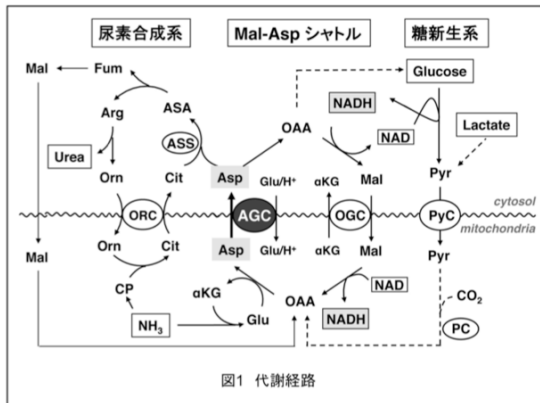 尿素合成系
Mal-Asp シャトル
糖新生系
Mal
Fum
Glucose
NADH
Arg
ASA
OAA
NAD
Lactate
ASS
Urea
Pyr
Orn
Cit
Asp
Glu/H⁺
αKG
Mal
cytosol
ORC
AGC
OGC
PyC
mitochondria
Orn
Cit
Asp
Glu/H⁺
αKG
Mal
Pyr
Mal
CP
αKG
OAA
NAD
CO₂
NH₃
Glu
NADH
PC
図1 代謝経路